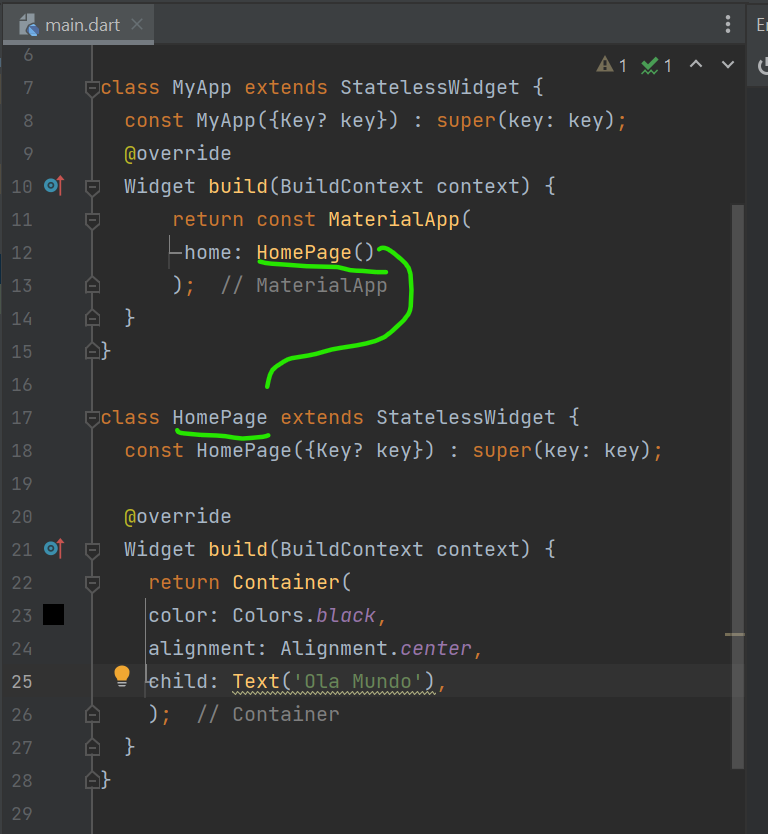 main.dart
En
6
1 1
7 class MyApp extends StatelessWidget {
8 const MyApp({Key? key}) : super(key: key);
9 @override
10 Widget build(BuildContext context) {
11 return const MaterialApp(
12 home: HomePage()
13 ); // MaterialApp
14 }
15 }
16
17 class HomePage extends StatelessWidget {
18 const HomePage({Key? key}) : super(key: key);
19
20 @override
21 Widget build(BuildContext context) {
22 return Container(
23 color: Colors.black,
24 alignment: Alignment.center,
25 child: Text('Ola Mundo'),
26 ); // Container
27 }
28 }
29